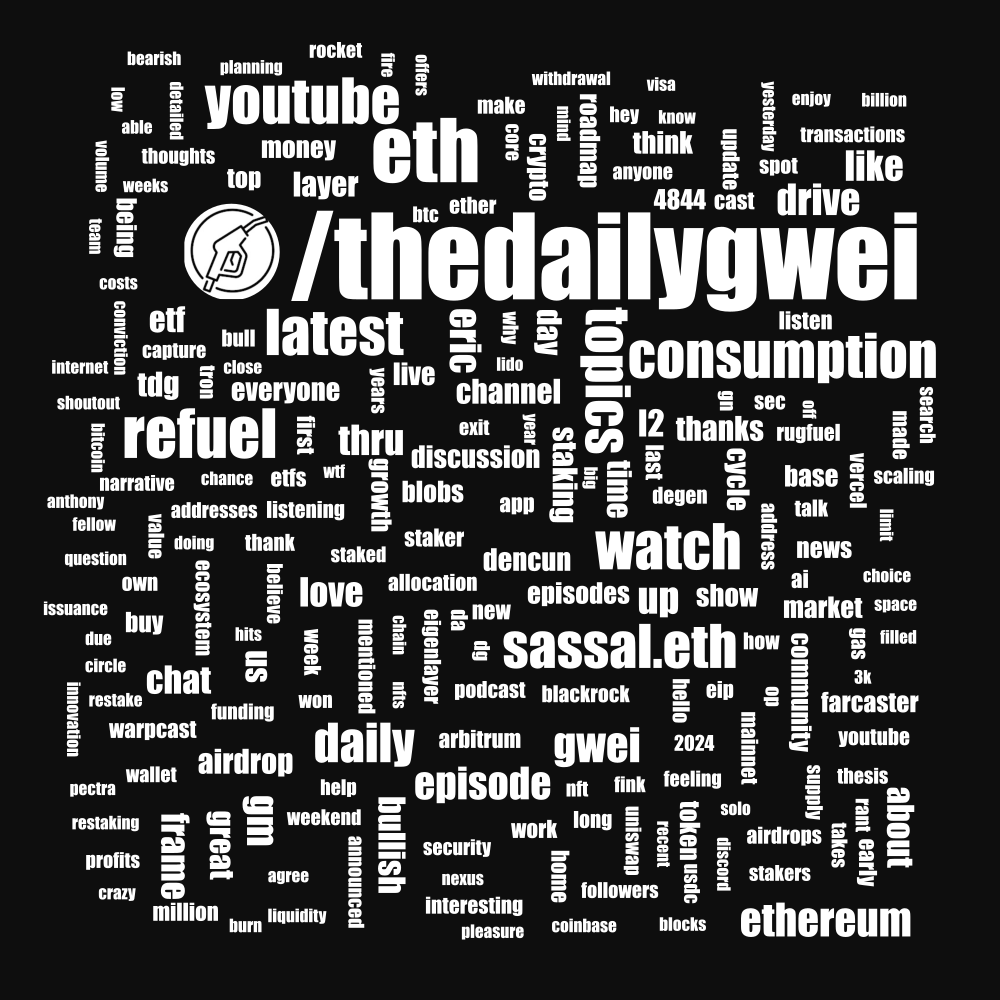 rocket
bearish
planning
fire
offers
withdrawal
visa
youtube
low
detailed
make
roadmap
yesterday
enjoy
billion
able
eth
core
crypto
mind
hey
know
transactions
volume
thoughts
money
think
update
spot
like
weeks
top
layer
anyone
4844
cast
drive
being
btc
ether
team
/thedailygwei
costs
conviction
etf
latest
eric
why
day
topics
listen
bull
consumption
capture
internet
close
lido
tdg
tron
everyone
years
live
channel
shoutout
gn
sec
off
search
refuel
first
thru
exit
year
l2
thanks
rugfuel
made
bitcoin
discussion
staking
last
cycle
narrative
chance
etfs
wtf
growth
blobs
big
time
base
vercel
scaling
anthony
addresses
listening
app
degen
talk
fellow
value
doing
thank
staker
watch
address
limit
question
staked
dencun
news
own
ecosystem
believe
love
allocation
episodes
up
show
ai
choice
issuance
buy
mentioned
chain
eigenlayer
da
new
market
space
due
hits
week
sassal.eth
how
community
gas
filled
circle
us
dg
chat
3k
innovation
restake
won
nfts
podcast
blackrock
hello
eip
op
farcaster
funding
warpcast
daily
arbitrum
gwei
2024
mainnet
youtube
airdrop
wallet
episode
feeling
supply
thesis
pectra
help
nft
fink
about
restaking
frame
great
gm
weekend
bullish
work
long
uniswap
recent
token
solo
airdrops
takes
rant
early
profits
announced
security
discord
crazy
agree
nexus
home
followers
usdc
stakers
million
burn
liquidity
interesting
pleasure
coinbase
blocks
ethereum